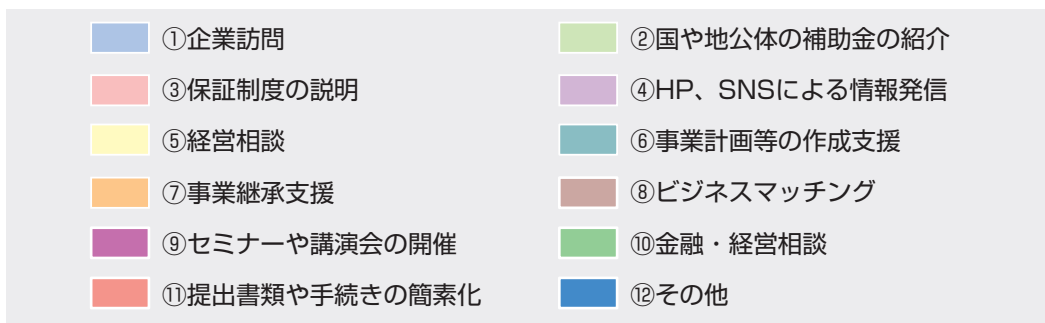 ①企業訪問
②国や地公体の補助金の紹介
③保証制度の説明
④HP、SNSによる情報発信
⑤経営相談
⑥事業計画等の作成支援
⑦事業継承支援
⑧ビジネスマッチング
⑨セミナーや講演会の開催
⑩金融・経営相談
⑪提出書類や手続きの簡素化
⑫その他